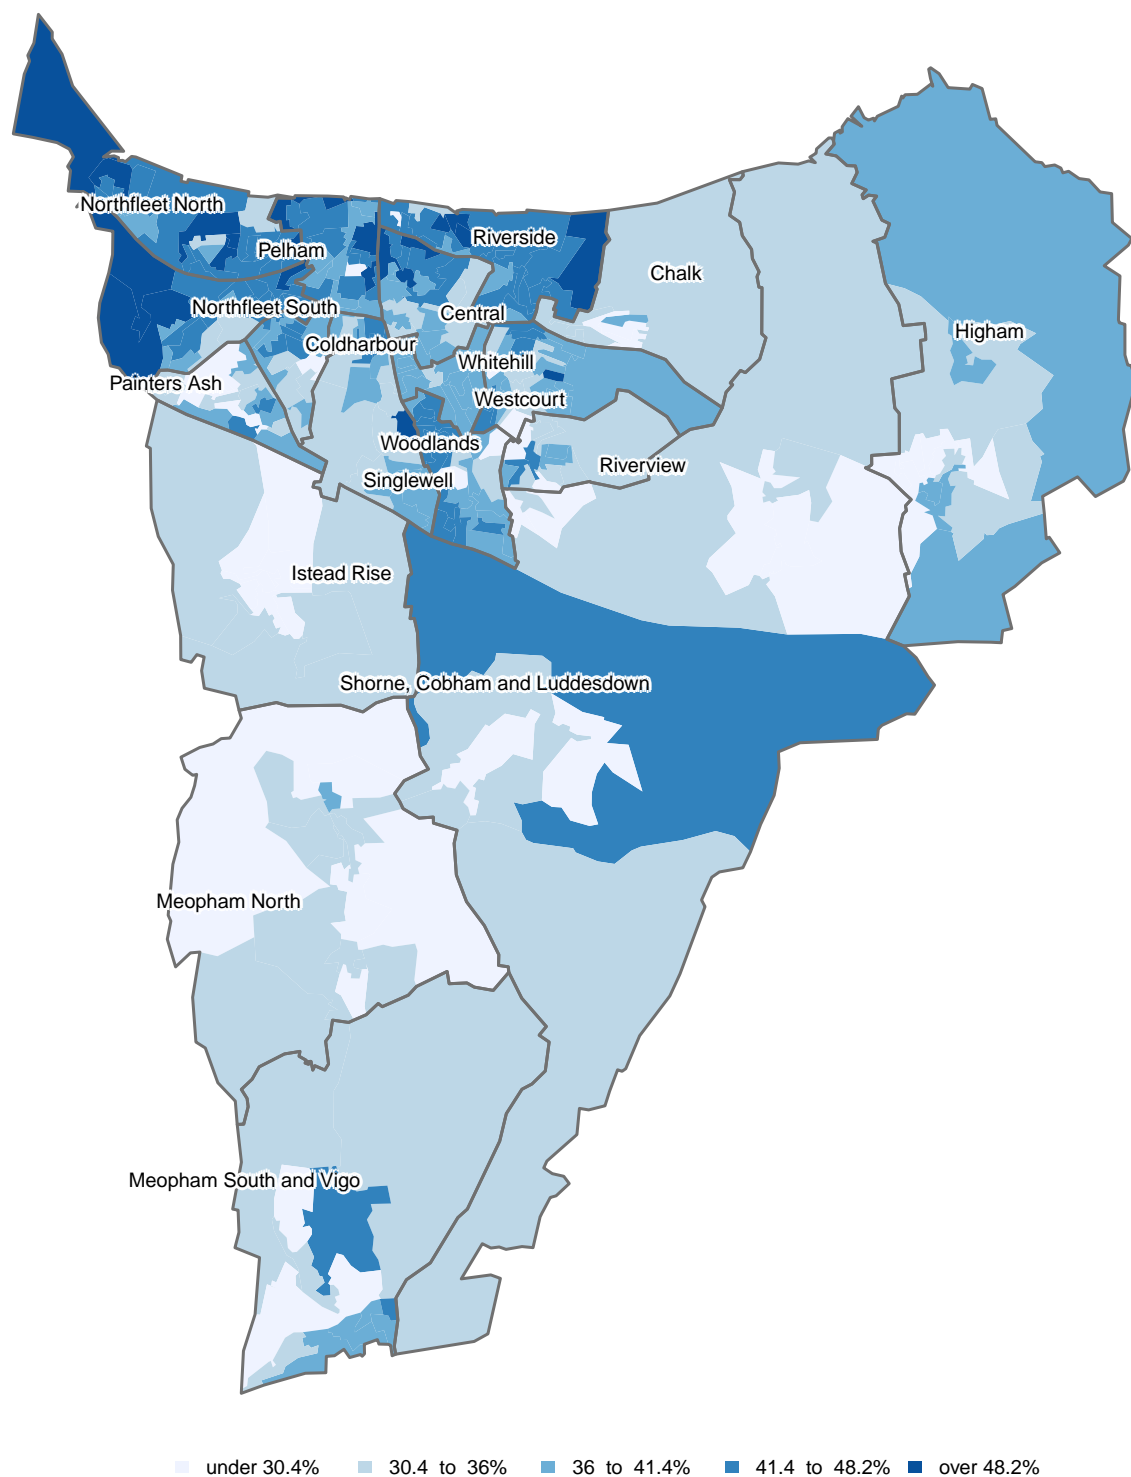 Northfleet North
Pelham
Riverside
Chalk
Northfleet South
Central
Higham
Coldharbour
Whitehill
Painters Ash
Westcourt
Woodlands
Riverview
Singlewell
Istead Rise
Shorne, Cobham and Luddesdown
Meopham North
Meopham South and Vigo
under 30.4% 30.4 to 36% 36 to 41.4% 41.4 to 48.2% over 48.2%